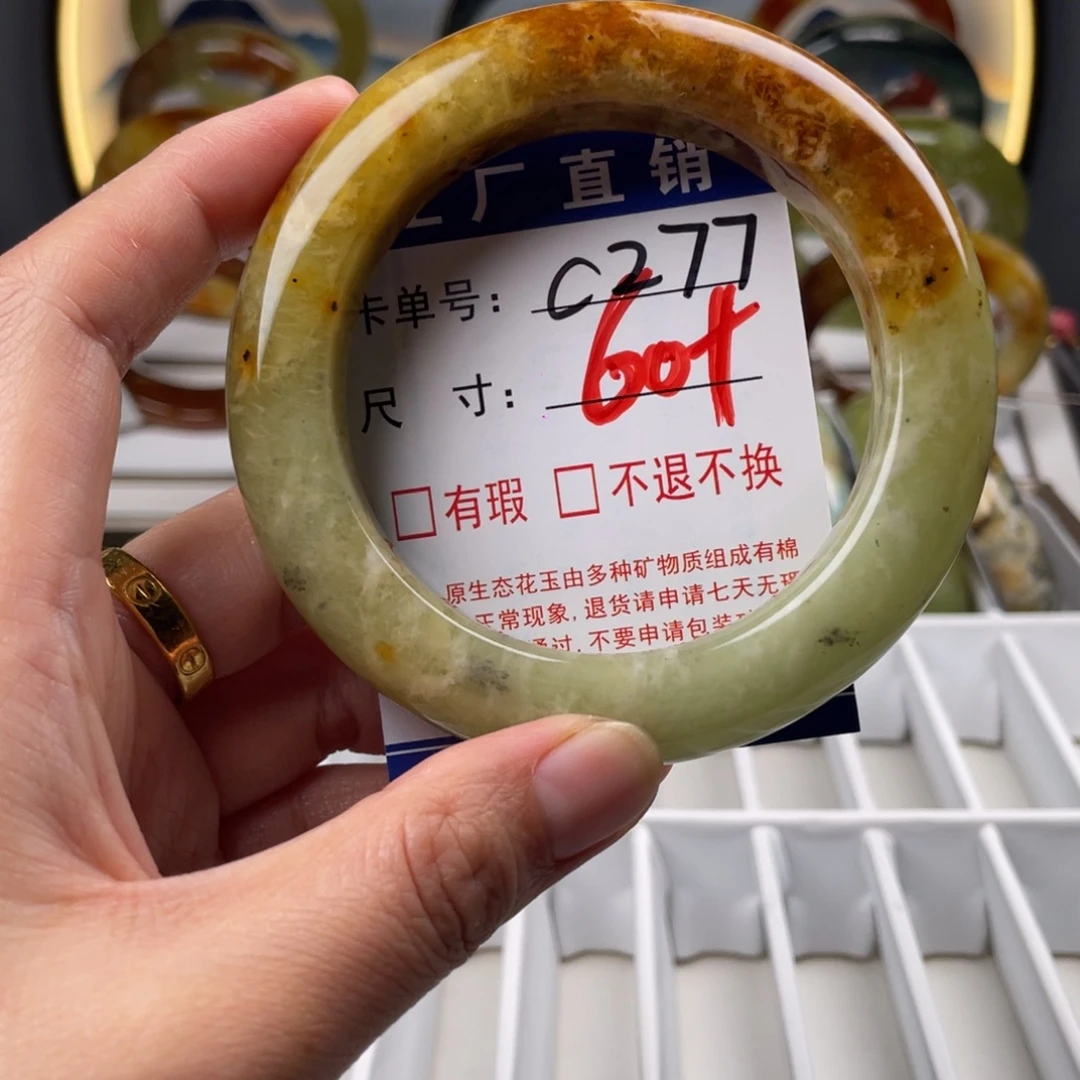 厂直销
卡单号： C277
尺 寸： 60+
□有瑕 □不退不换
原生态花玉由多种矿物质组成有棉
正常现象，退货请申请七天无理
通过，不要申请包装